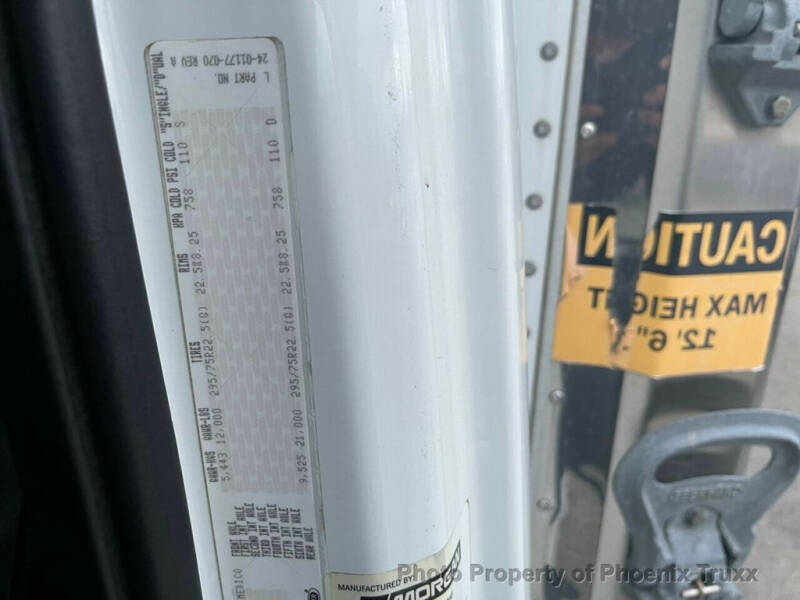 GAWR-KGS GAWR-LBS TIRES RIMS KPA COLD PSI COLD "S"INGLE/"D"UAL
FRONT AXLE 5,443 12,000 295/75R22.5(G) 22.5X8.25 758 110 S
FIRST INT AXLE
SECOND INT AXLE
THIRD INT AXLE
FOURTH INT AXLE
FIFTH INT AXLE
SIXTH INT AXLE
REAR AXLE 9,525 21,000 295/75R22.5(G) 22.5X8.25 758 110 D
MEXICO
24-01177-070 REV A
L PART NO.
CAUTION
MAX HEIGHT
12'6"
MANUFACTURED BY:
MORGAN
Photo Property of Phoenix Truxx